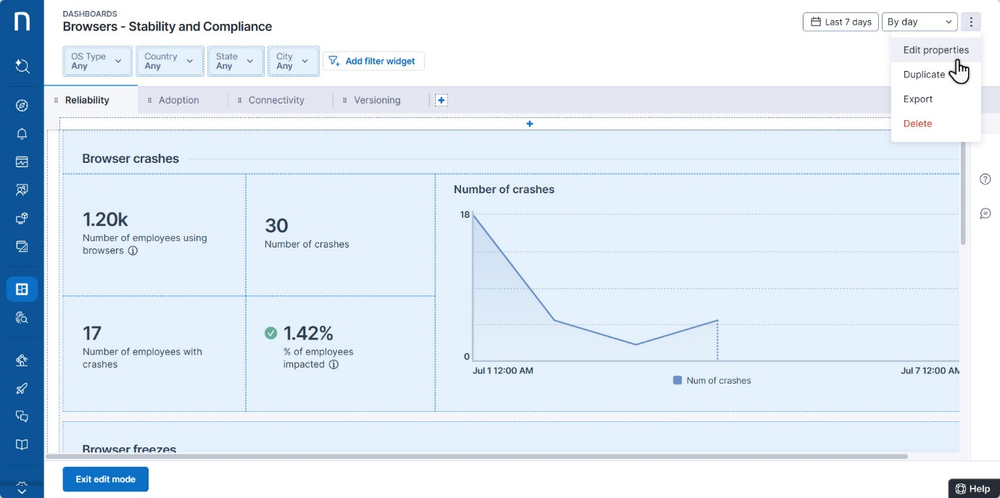 DASHBOARDS
Browsers - Stability and Compliance
Last 7 days
By day
Edit properties
Duplicate
Export
Delete
OS Type
Any
Country
Any
State
Any
City
Any
Add filter widget
Reliability
Adoption
Connectivity
Versioning
Browser crashes
1.20k
Number of employees using
browsers
30
Number of crashes
17
Number of employees with
crashes
1.42%
% of employees
impacted
Number of crashes
18
0
Jul 1 12:00 AM
Jul 7 12:00 AM
Num of crashes
Browser freezes
Exit edit mode
Help